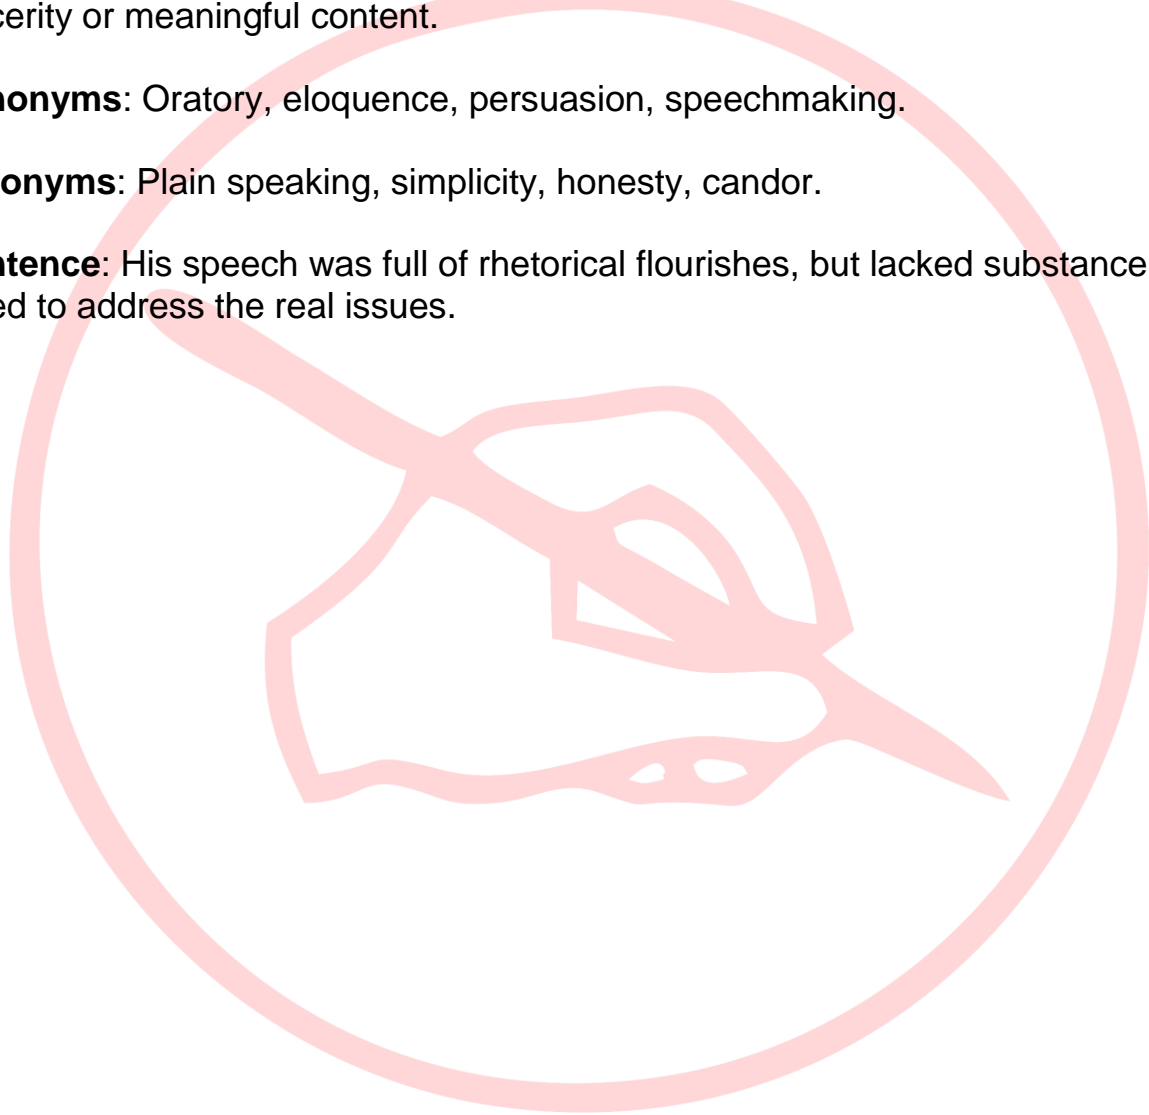 cerity or meaningful content.
nonyms: Oratory, eloquence, persuasion, speechmaking.
onyms: Plain speaking, simplicity, honesty, candor.
ntence: His speech was full of rhetorical flourishes, but lacked substance
ed to address the real issues.